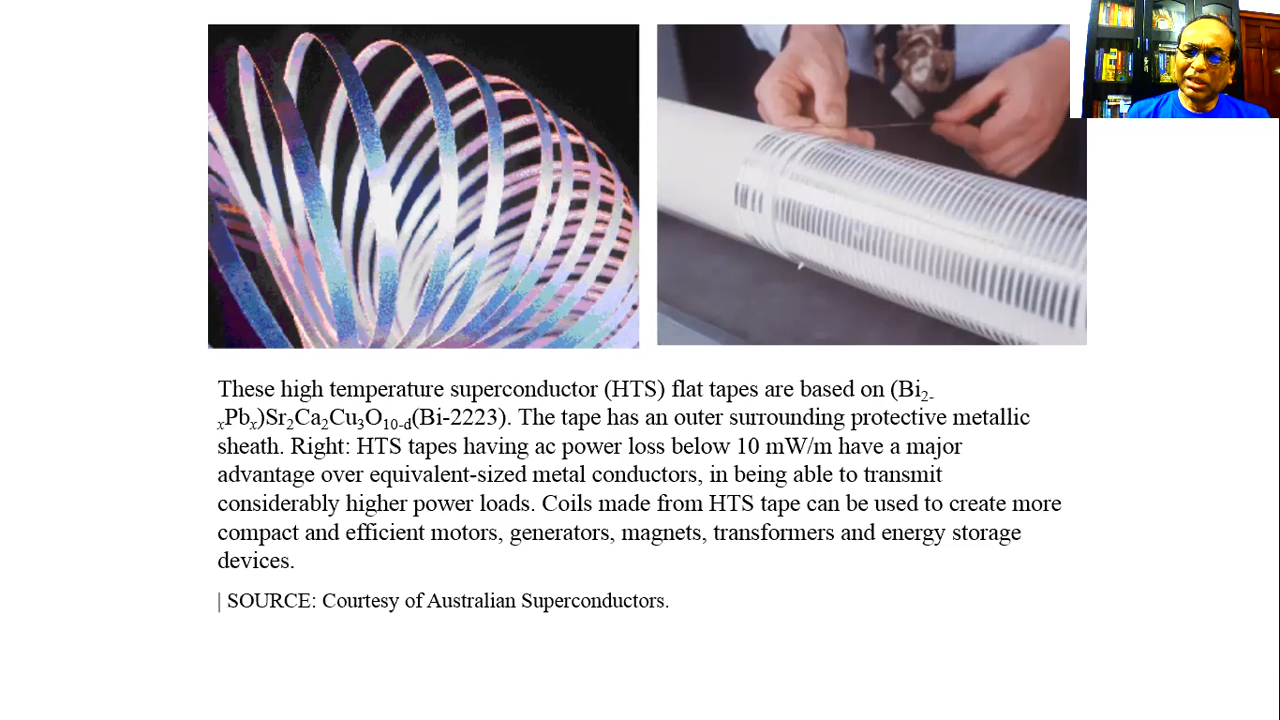 These high temperature superconductor (HTS) flat tapes are based on (Bi2-
xPbx)Sr2Ca2Cu3O10-d(Bi-2223). The tape has an outer surrounding protective metallic
sheath. Right: HTS tapes having ac power loss below 10 mW/m have a major
advantage over equivalent-sized metal conductors, in being able to transmit
considerably higher power loads. Coils made from HTS tape can be used to create more
compact and efficient motors, generators, magnets, transformers and energy storage
devices.
| SOURCE: Courtesy of Australian Superconductors.